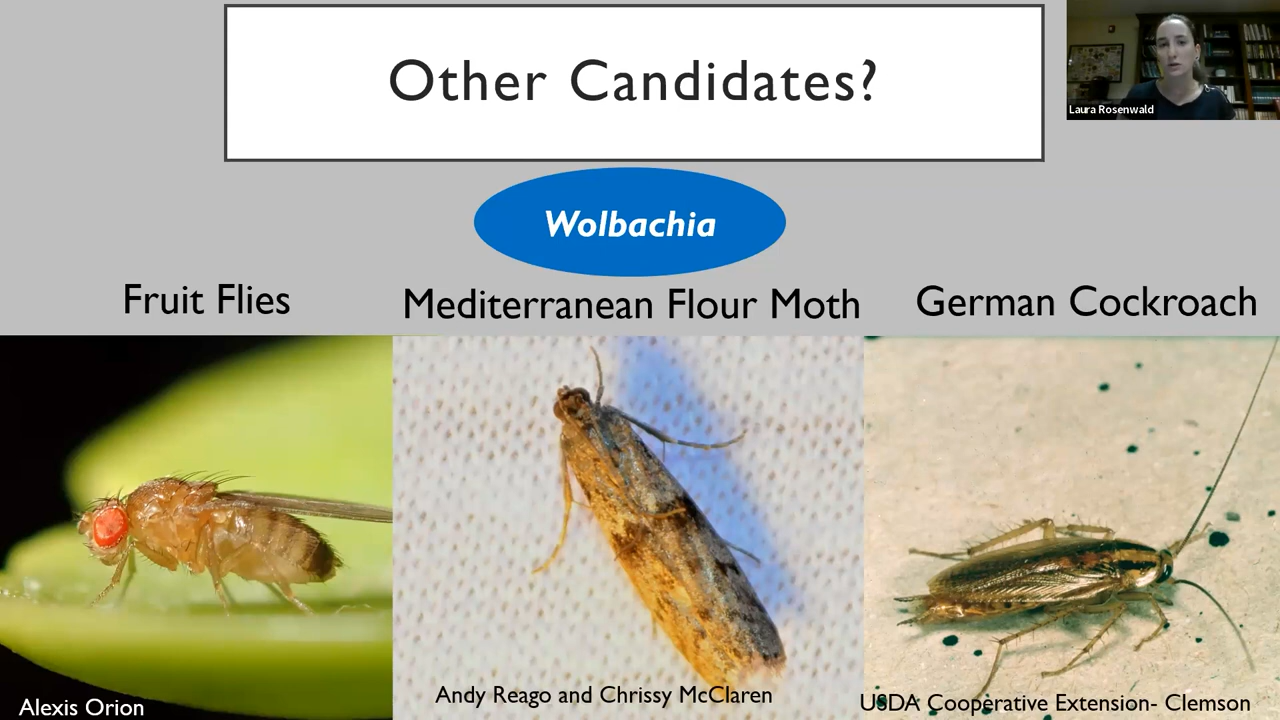 Other Candidates?
Laura Rosenwald
Wolbachia
Fruit Flies
Mediterranean Flour Moth
German Cockroach
Alexis Orion
Andy Reago and Chrissy McClaren
USDA Cooperative Extension- Clemson